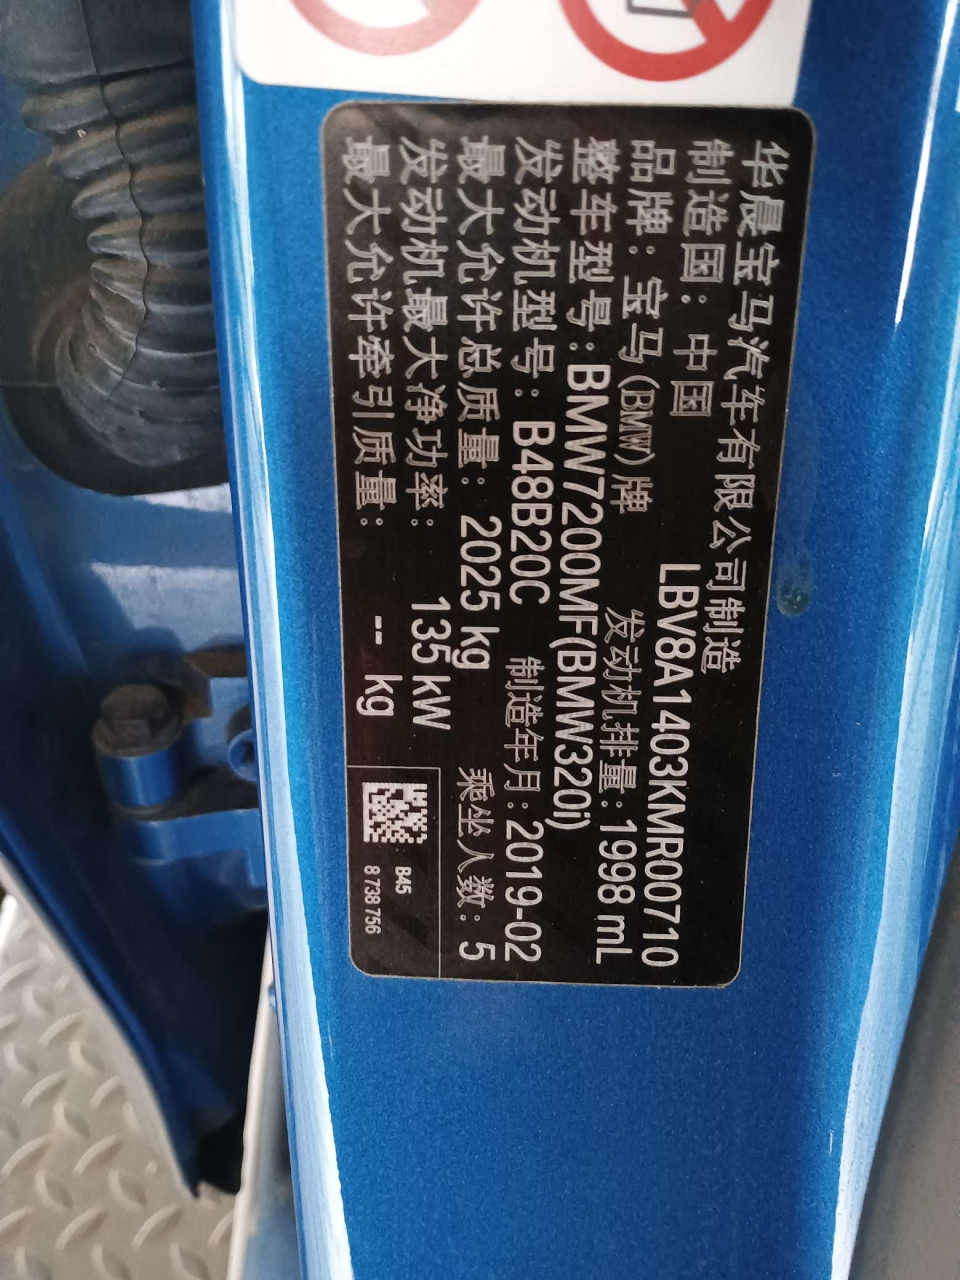 华晨宝马汽车有限公司制造
制造国：中国 LBV8A1403KMR00710
品牌：宝马(BMW)牌 发动机排量：1998 mL
整车型号：BMW7200MF(BMW320i)
发动机型号：B48B20C 制造年月：2019-02
最大允许总质量：2025 kg 乘坐人数：5
发动机最大净功率：135 kW
最大允许牵引质量：-- kg
B45
8 738 756